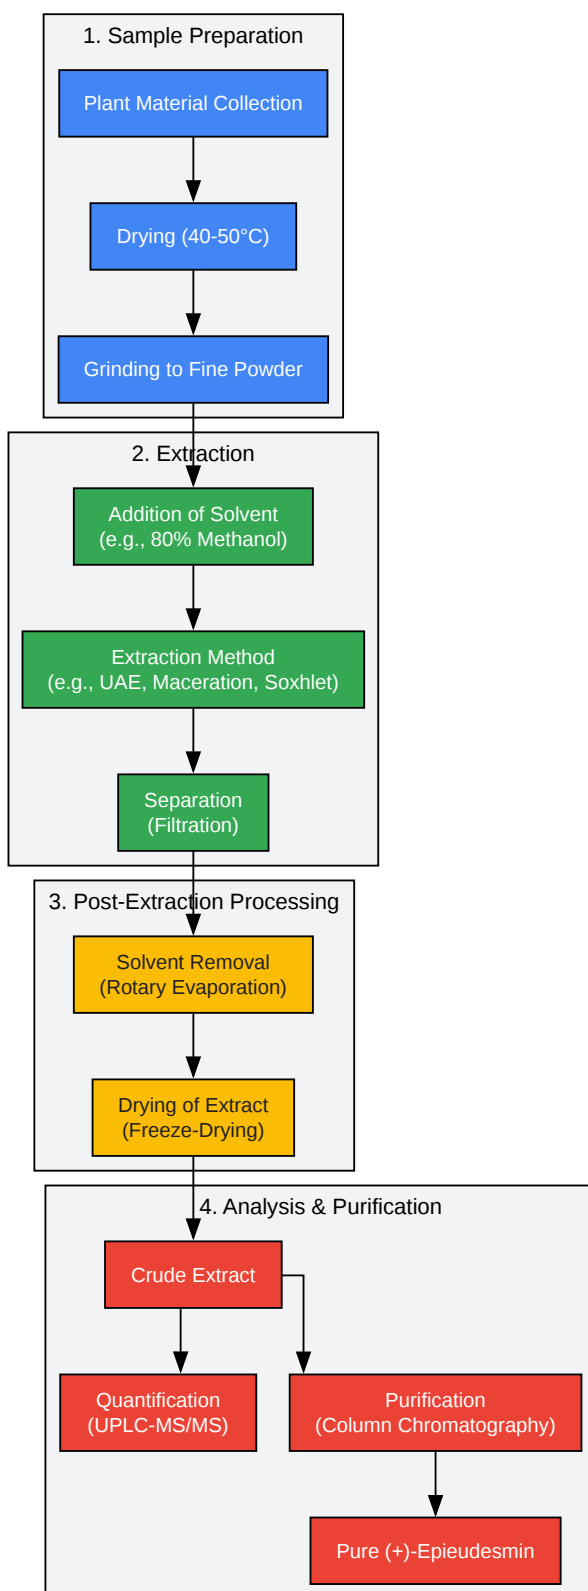 1. Sample Preparation
Plant Material Collection
Drying (40-50°C)
Grinding to Fine Powder
2. Extraction
Addition of Solvent
(e.g., 80% Methanol)
Extraction Method
(e.g., UAE, Maceration, Soxhlet)
Separation
(Filtration)
3. Post-Extraction Processing
Solvent Removal
(Rotary Evaporation)
Drying of Extract
(Freeze-Drying)
4. Analysis & Purification
Crude Extract
Quantification
(UPLC-MS/MS)
Purification
(Column Chromatography)
Pure (+)-Epieudesmin